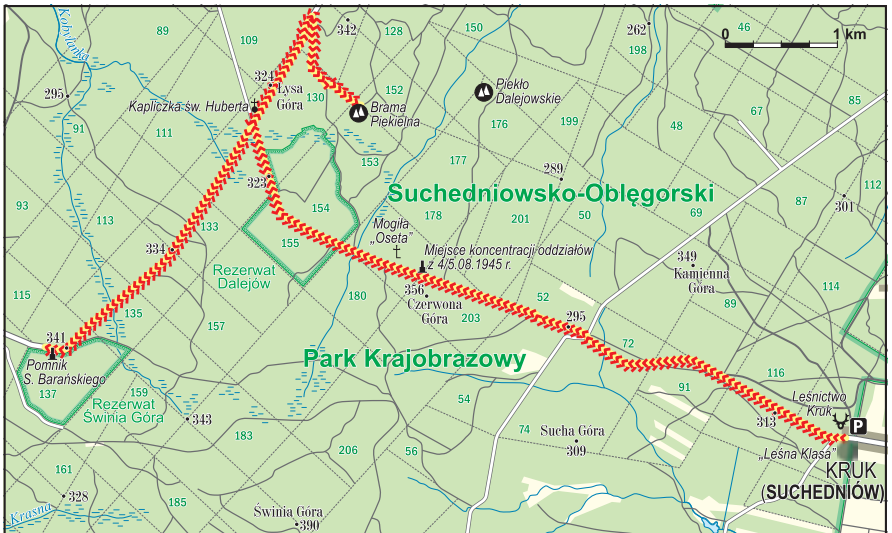 Kobylanka
89
109
342
128
150
262
198
46
0
1 km
295
324
Łysa
Góra
130
152
Piekło
Dalejowskie
85
Kapliczka św. Huberta
Brama
Piekielna
67
91
111
176
199
48
153
177
289
112
323
93
154
Suchedniowsko-Oblęgorski
87
301
113
133
178
201
50
69
Mogiła
„Oseta”
155
334
Miejsce koncentracji oddziałów
z 4/5.08.1945 r.
349
Kamienna
Góra
Rezerwat
Dalejów
115
180
356
Czerwona
Góra
52
89
114
135
157
203
295
341
72
Park Krajobrazowy
Pomnik
S. Barańskiego
116
137
159
91
Leśnictwo
Kruk
Rezerwat
Świnia Góra
343
54
313
P
183
74
Sucha Góra
309
„Leśna Klasa”
206
56
KRUK
(SUCHEDNIÓW)
161
328
185
Krasna
Świnia Góra
390